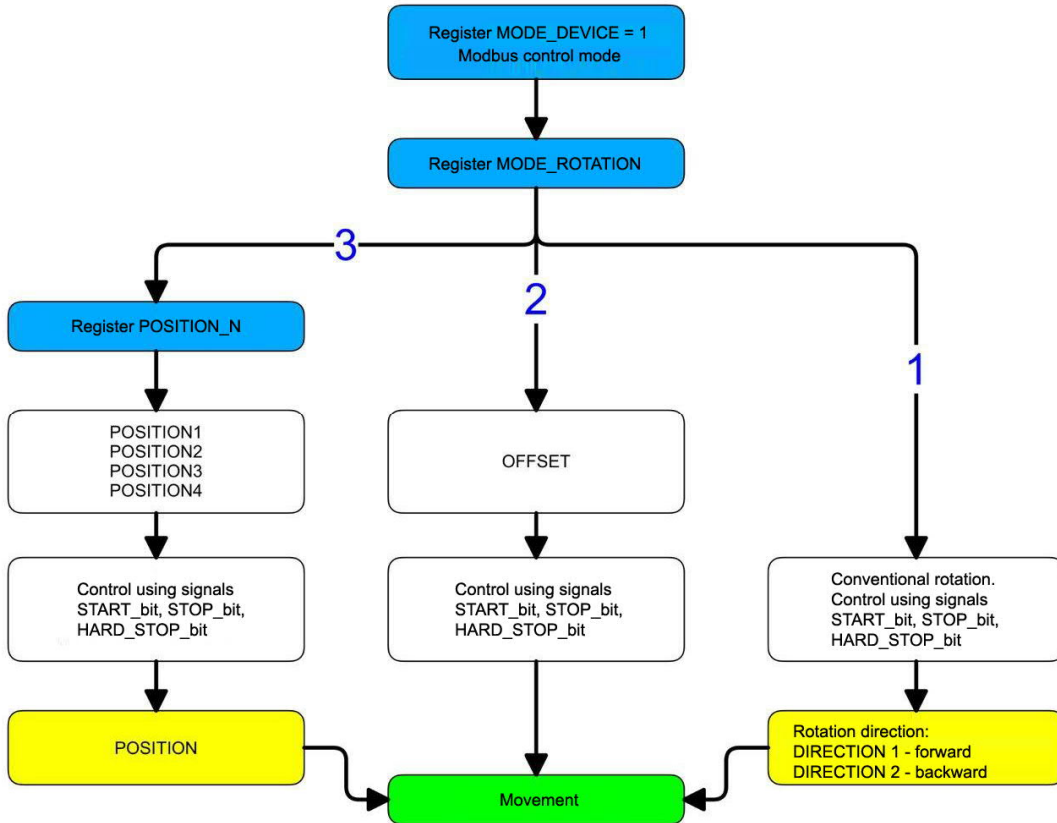 Register MODE_DEVICE = 1
Modbus control mode
Register MODE_ROTATION
3
2
1
Register POSITION_N
POSITION1
POSITION2
POSITION3
POSITION4
OFFSET
Control using signals
START_bit, STOP_bit,
HARD_STOP_bit
Control using signals
START_bit, STOP_bit,
HARD_STOP_bit
Conventional rotation.
Control using signals
START_bit, STOP_bit,
HARD_STOP_bit
POSITION
Rotation direction:
DIRECTION 1 - forward
DIRECTION 2 - backward
Movement